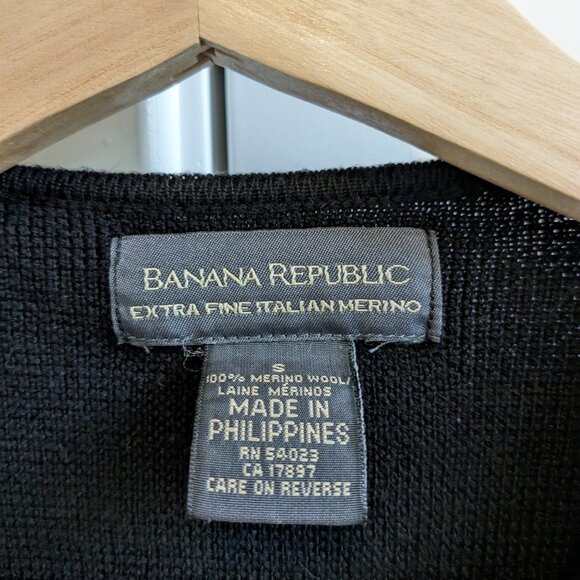 BANANA REPUBLIC
EXTRA FINE ITALIAN MERINO
S
100% MERINO WOOL/
LAINE MÉRINOS
MADE IN
PHILIPPINES
RN 54023
CA 17897
CARE ON REVERSE